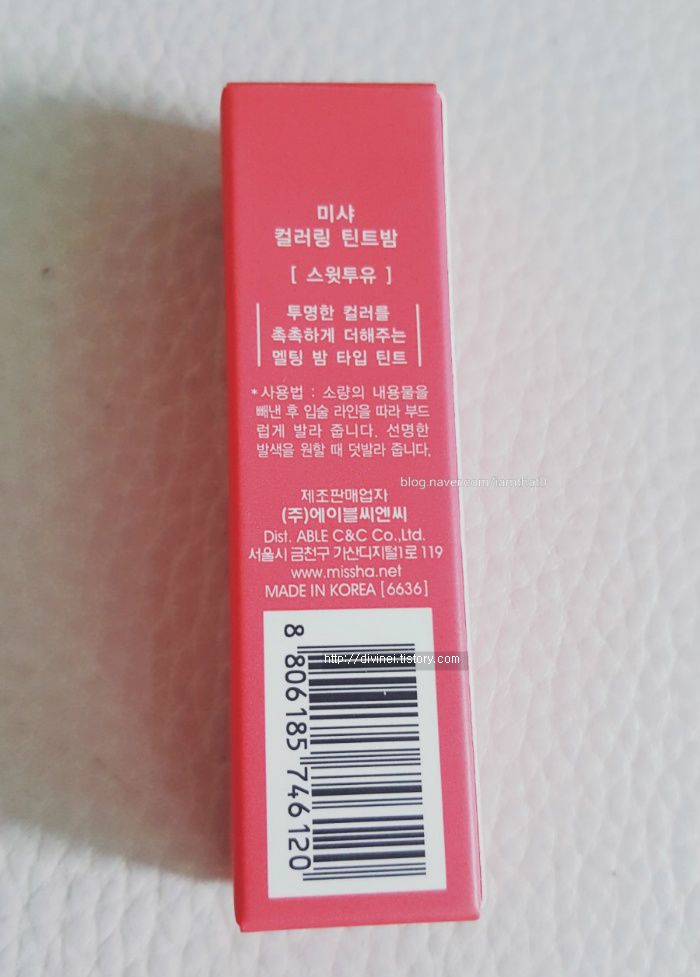 미샤
컬러링 틴트밤
[ 스윗투유 ]
투명한 컬러를
촉촉하게 더해주는
멜팅 밤 타입 틴트
*사용법 : 소량의 내용물을
빼낸 후 입술 라인을 따라 부드
럽게 발라 줍니다. 선명한
발색을 원할 때 덧발라 줍니다.
제조판매업자
(주)에이블씨엔씨
Dist. ABLE C&C Co.,Ltd.
서울시 금천구 가산디지털1로 119
www.missha.net
MADE IN KOREA [6636]
8 806185 746120
http://divinei.tistory.com